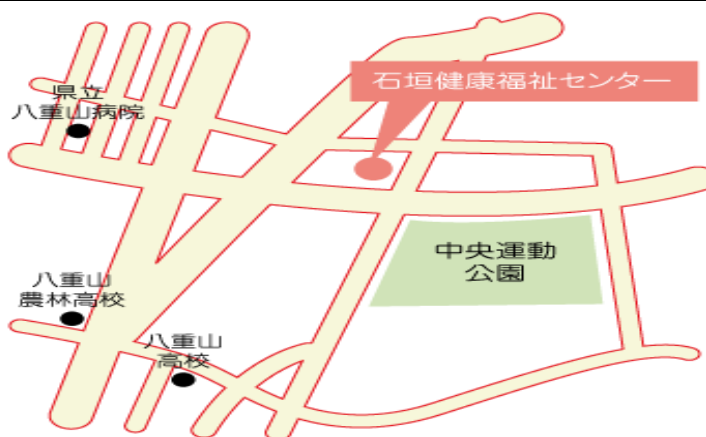 石垣健康福祉センター
県立
八重山病院
中央運動
公園
八重山
農林高校
八重山
高校